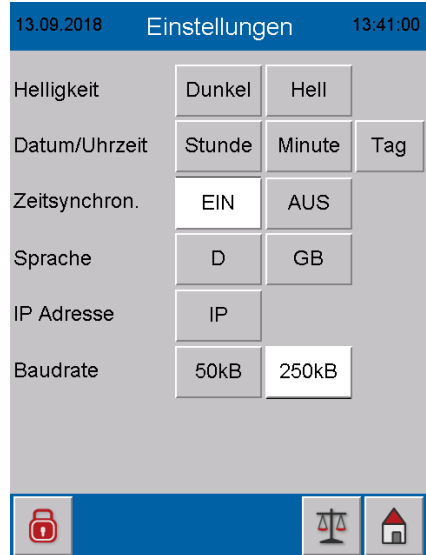 13.09.2018 Einstellungen 13:41:00
Helligkeit Dunkel Hell
Datum/Uhrzeit Stunde Minute Tag
Zeitsynchron. EIN AUS
Sprache D GB
IP Adresse IP
Baudrate 50kB 250kB